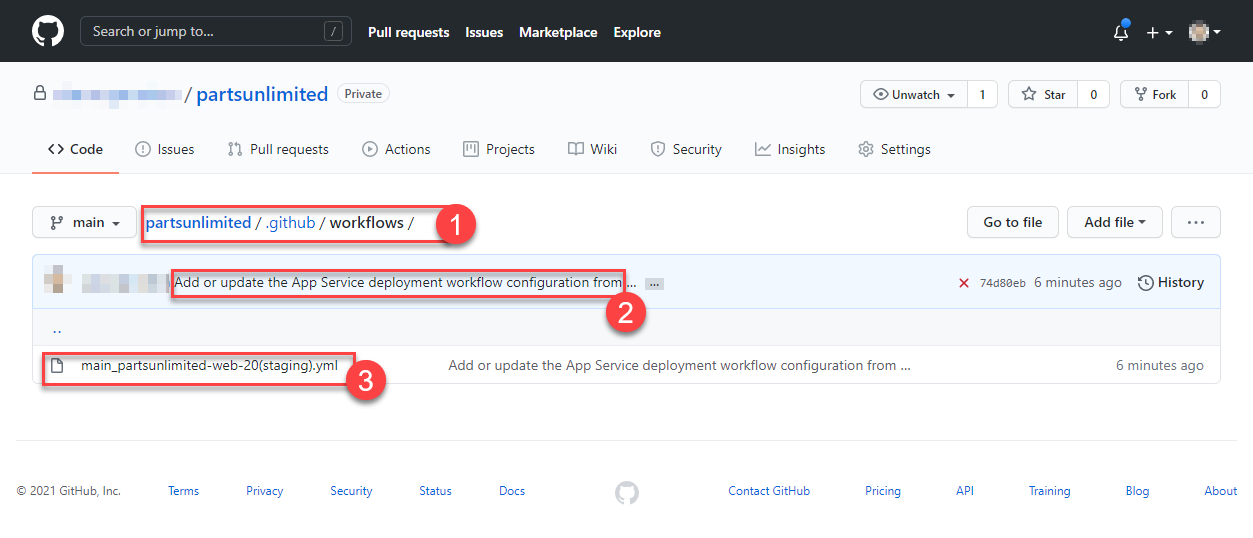 Search or jump to... /
Pull requests Issues Marketplace Explore
/ partsunlimited Private
Unwatch 1 Star 0 Fork 0
Code Issues Pull requests Actions Projects Wiki Security Insights Settings
main partsunlimited / .github / workflows / 1 Go to file Add file ...
Add or update the App Service deployment workflow configuration from ... ... 74d80eb 6 minutes ago History
2
..
main_partsunlimited-web-20(staging).yml 3 Add or update the App Service deployment workflow configuration from ... 6 minutes ago
© 2021 GitHub, Inc. Terms Privacy Security Status Docs Contact GitHub Pricing API Training Blog About